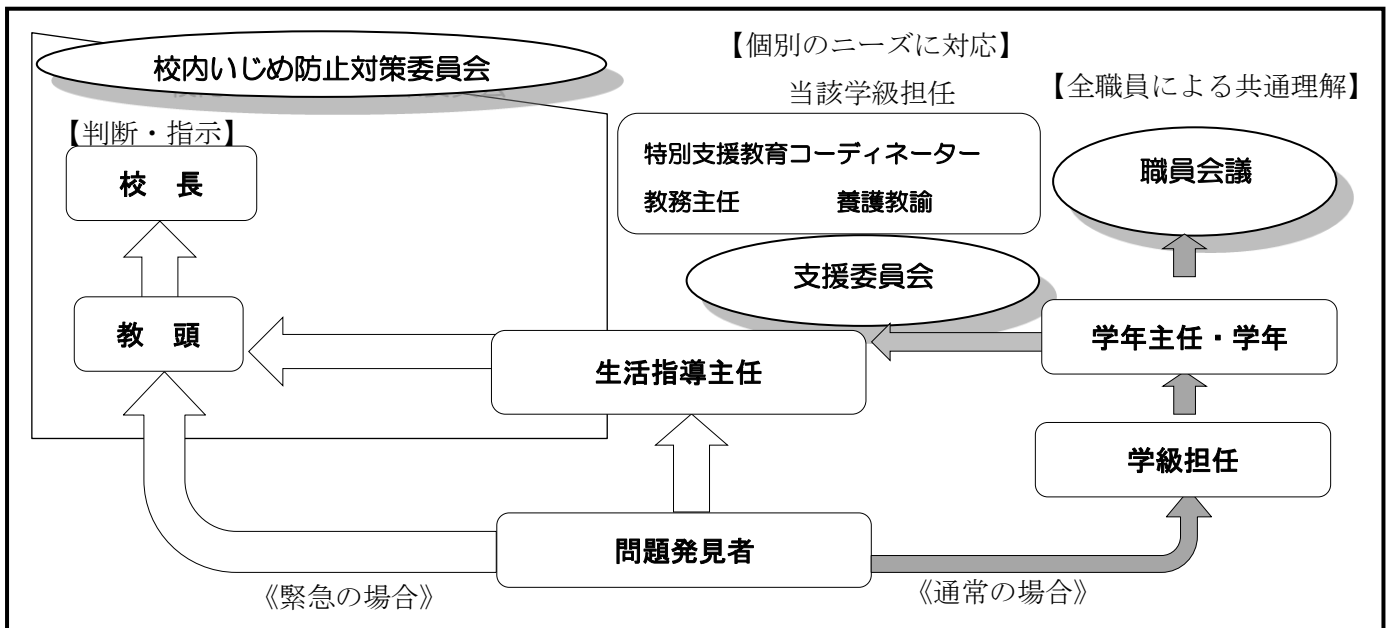 校内いじめ防止対策委員会
【判断・指示】
校　長
教　頭
【個別のニーズに対応】
当該学級担任
特別支援教育コーディネーター
教務主任　　　養護教諭
支援委員会
【全職員による共通理解】
職員会議
学年主任・学年
生活指導主任
学級担任
問題発見者
《緊急の場合》
《通常の場合》